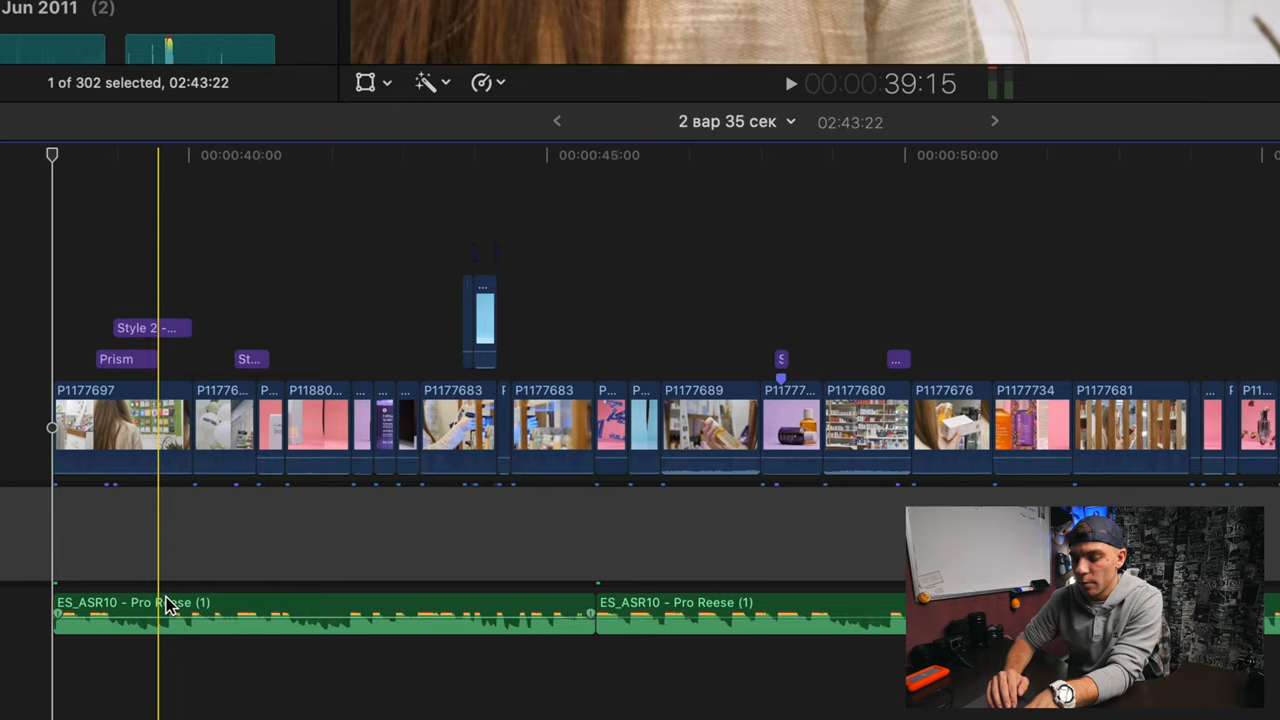 Jun 2011 (2)
1 of 302 selected, 02:43:22
00:00:00:39:15
2 вар 35 сек
02:43:22
00:00:40:00
00:00:45:00
00:00:50:00
...
Style 2 -...
Prism
St...
S
...
P1177697
P11776...
P...
P11880...
...
...
...
P1177683
P
P1177683
P...
P...
P1177689
P11777...
P1177680
P1177676
P1177734
P1177681
...
P
P11...
ES_ASR10 - Pro Reese (1)
ES_ASR10 - Pro Reese (1)